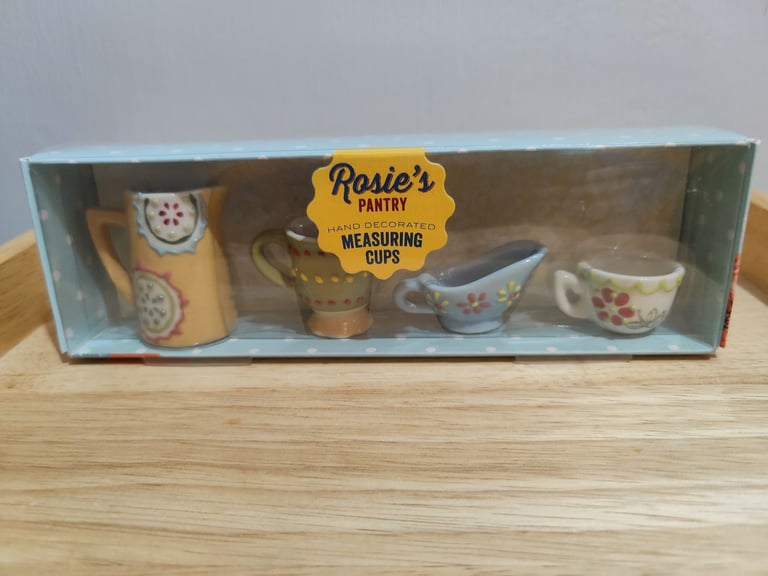 Rosie's
PANTRY
HAND DECORATED
MEASURING
CUPS